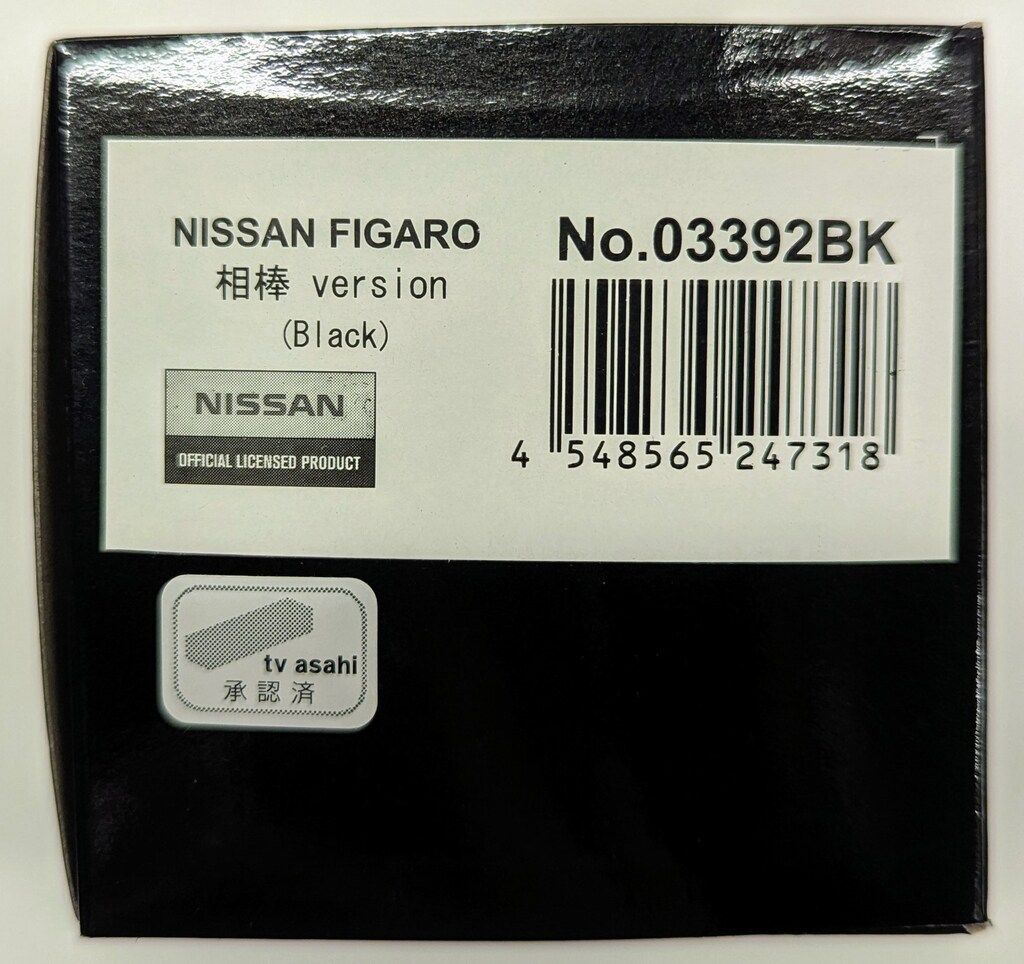 NISSAN FIGARO
相棒 version
(Black)
NISSAN
OFFICIAL LICENSED PRODUCT
No.03392BK
4 548565 247318
tv asahi
承認済